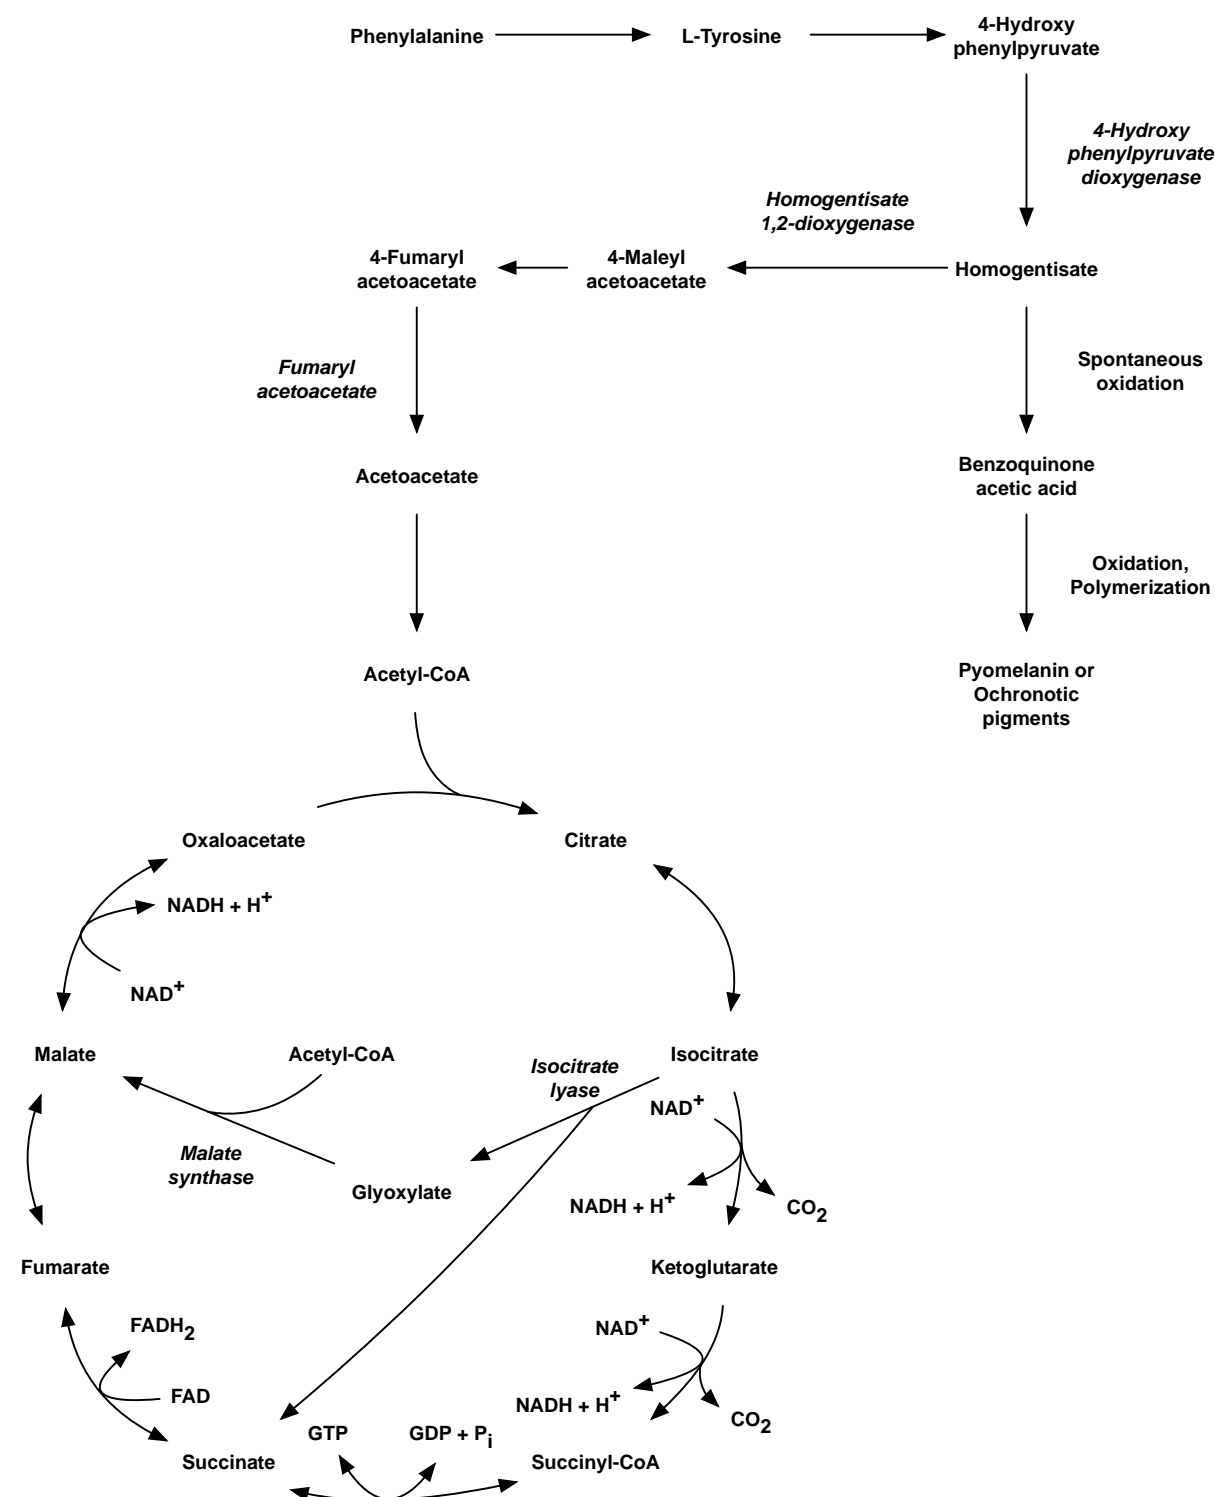 Phenylalanine
L-Tyrosine
4-Hydroxy
phenylpyruvate
4-Hydroxy
phenylpyruvate
dioxygenase
Homogentisate
1,2-dioxygenase
4-Fumaryl
acetoacetate
4-Maleyl
acetoacetate
Homogentisate
Fumaryl
acetoacetate
Spontaneous
oxidation
Acetoacetate
Benzoquinone
acetic acid
Oxidation,
Polymerization
Acetyl-CoA
Pyomelanin or
Ochronotic
pigments
Oxaloacetate
Citrate
NADH + H+
NAD+
Malate
Acetyl-CoA
Isocitrate
lyase
Isocitrate
NAD+
Malate
synthase
Glyoxylate
NADH + H+
CO2
Fumarate
Ketoglutarate
FADH2
NAD+
FAD
NADH + H+
CO2
GTP
GDP + Pi
Succinate
Succinyl-CoA